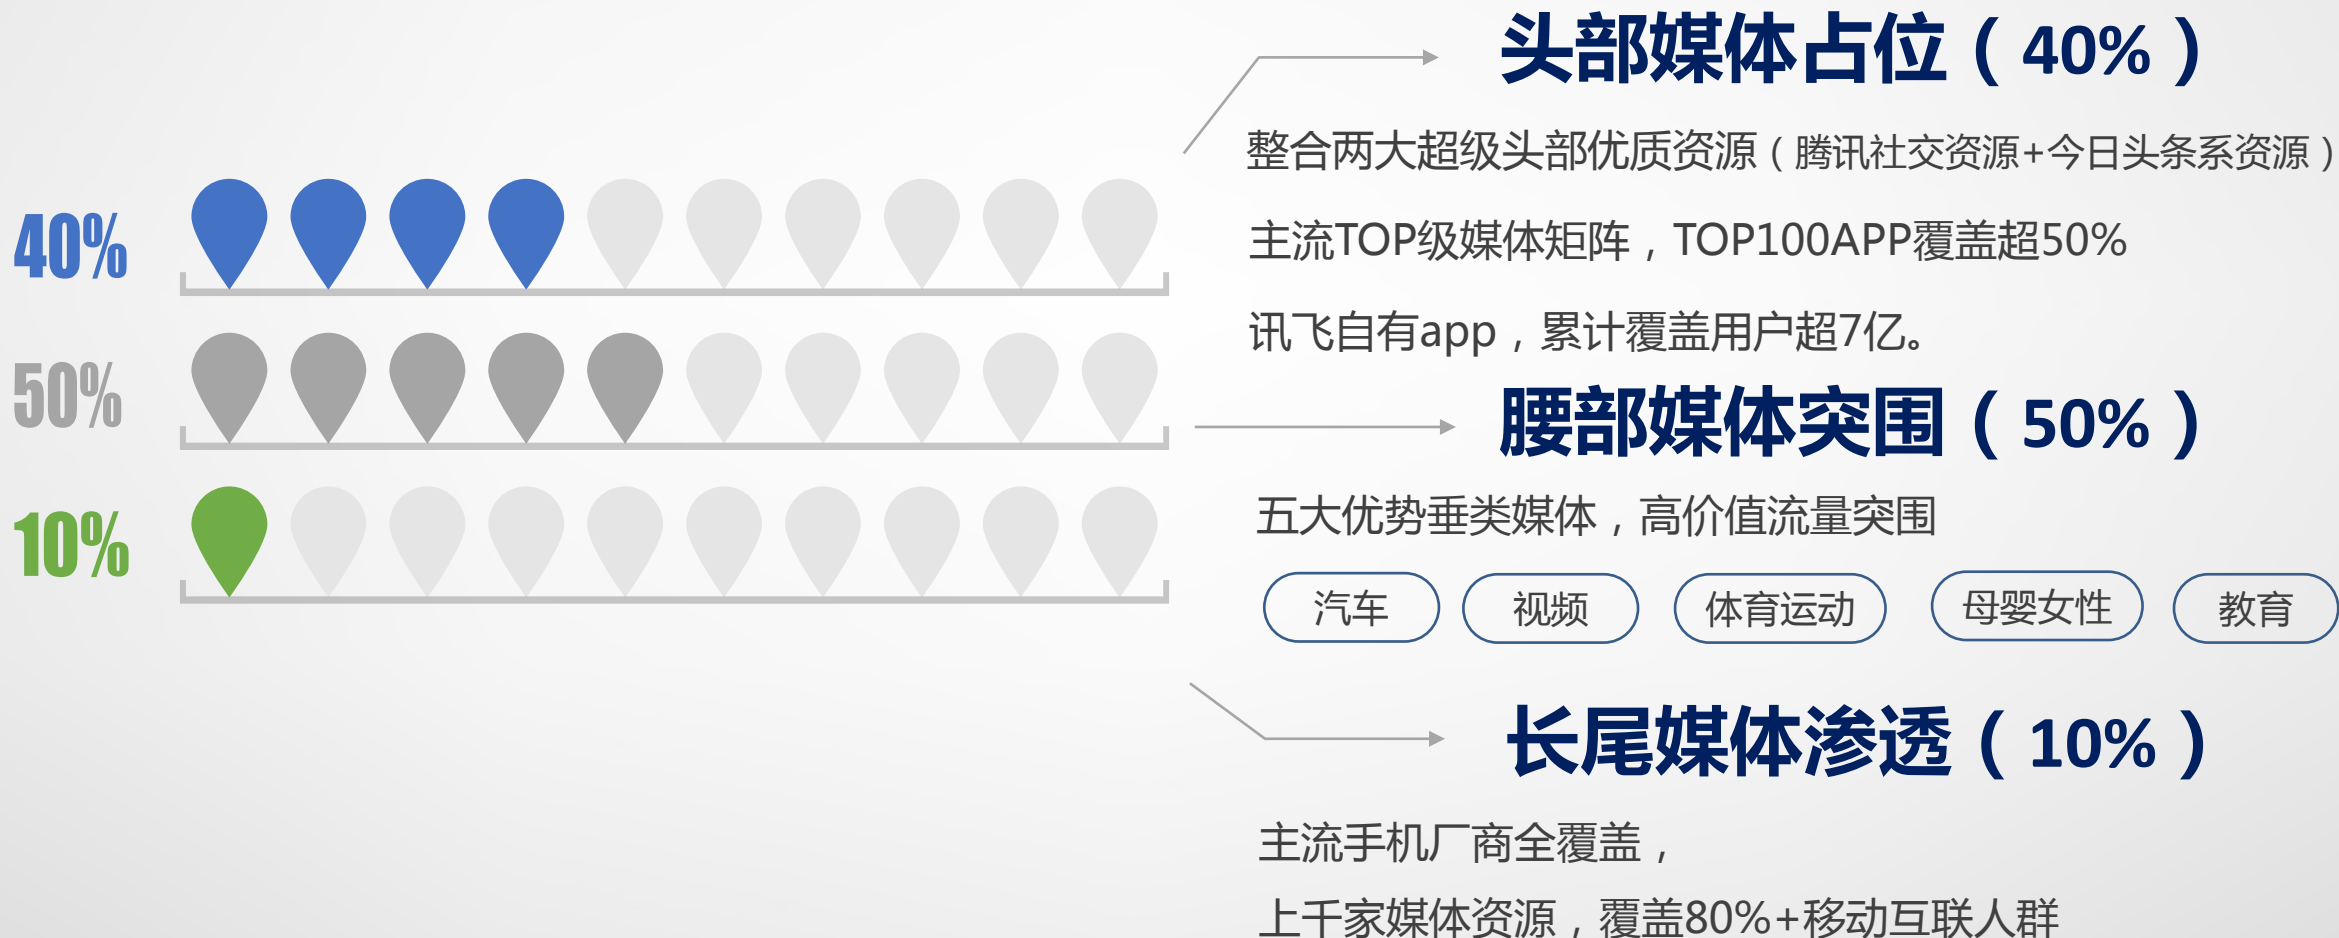 40%
50%
10%
头部媒体占位（40%）
整合两大超级头部优质资源（腾讯社交资源+今日头条系资源）
主流TOP级媒体矩阵，TOP100APP覆盖超50%
讯飞自有app，累计覆盖用户超7亿。
腰部媒体突围（50%）
五大优势垂类媒体，高价值流量突围
汽车 视频 体育运动 母婴女性 教育
长尾媒体渗透（10%）
主流手机厂商全覆盖，
上千家媒体资源，覆盖80%+移动互联人群